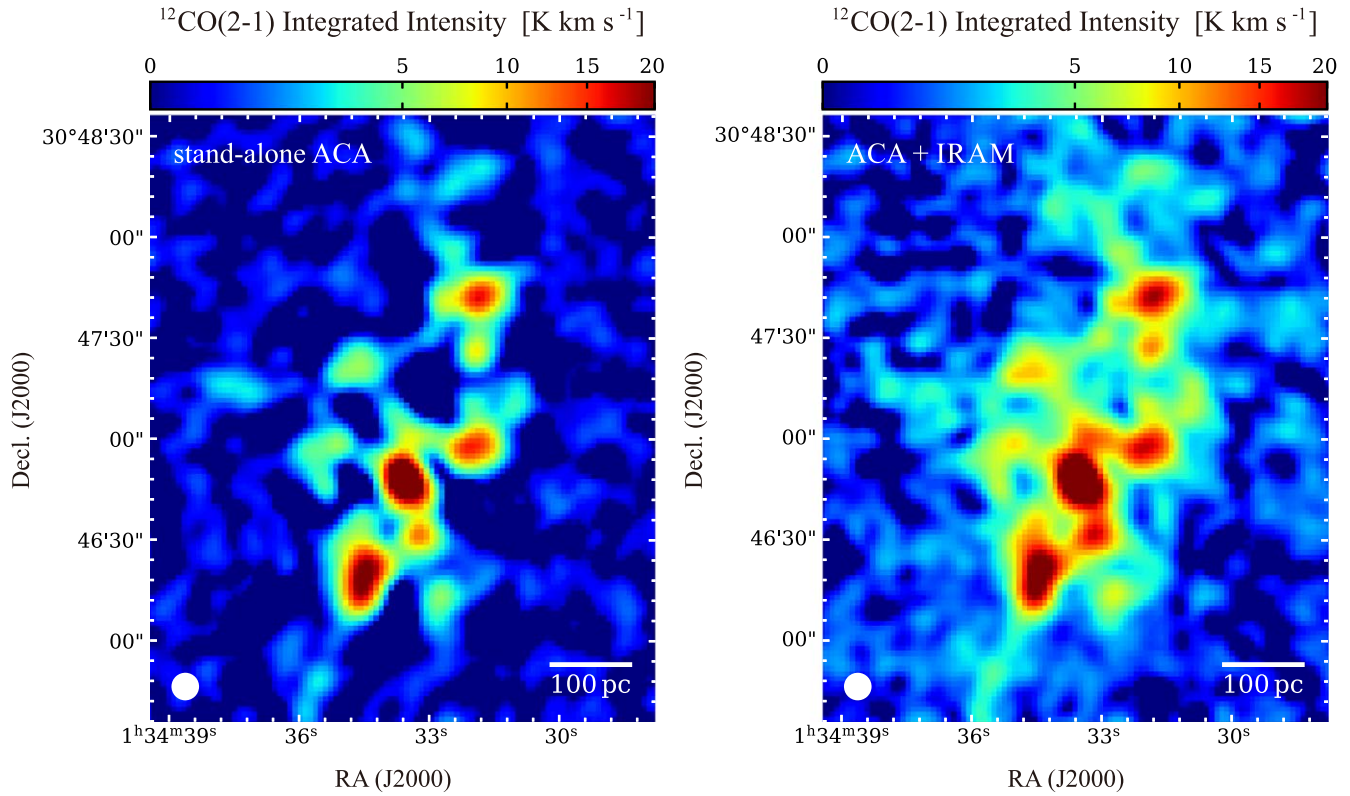 ¹²CO(2-1) Integrated Intensity [K km s⁻¹]
0 5 10 15 20
stand-alone ACA
30°48'30"
00"
47'30"
00"
46'30"
00"
Decl. (J2000)
100 pc
1ʰ34ᵐ39ˢ 36ˢ 33ˢ 30ˢ
RA (J2000)
¹²CO(2-1) Integrated Intensity [K km s⁻¹]
0 5 10 15 20
ACA + IRAM
30°48'30"
00"
47'30"
00"
46'30"
00"
Decl. (J2000)
100 pc
1ʰ34ᵐ39ˢ 36ˢ 33ˢ 30ˢ
RA (J2000)